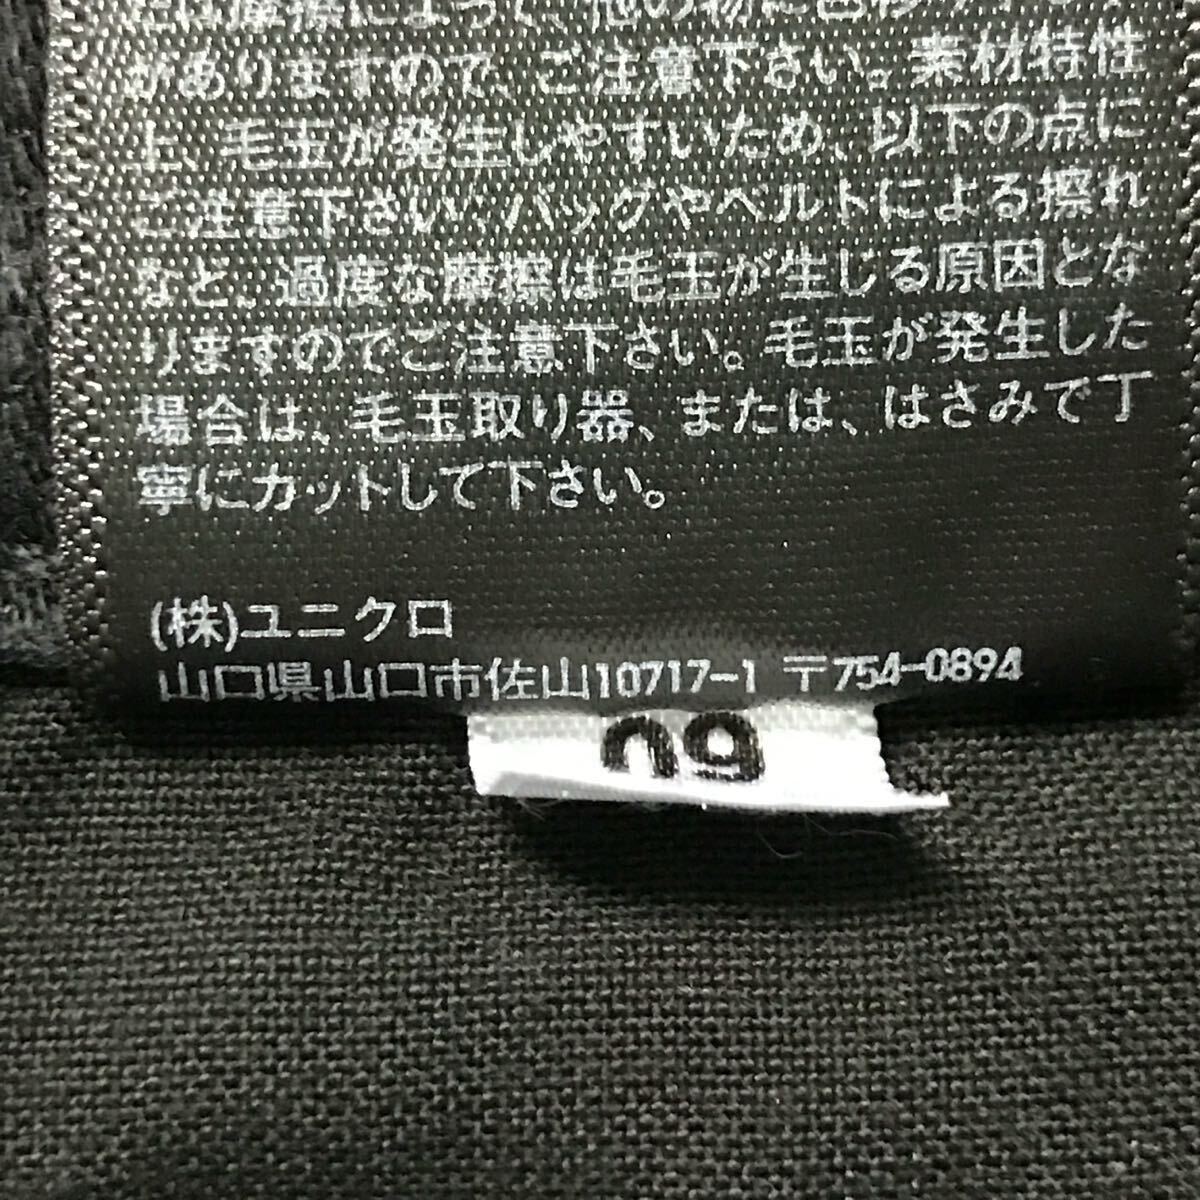 がありますので、ご注意下さい。素材特性
上、毛玉が発生しやすいため、以下の点に
ご注意下さい。バッグやベルトによる擦れ
など、過度な摩擦は毛玉が生じる原因とな
りますのでご注意下さい。毛玉が発生した
場合は、毛玉取り器、または、はさみで丁
寧にカットして下さい。
(株)ユニクロ
山口県山口市佐山10717-1 〒754-0894